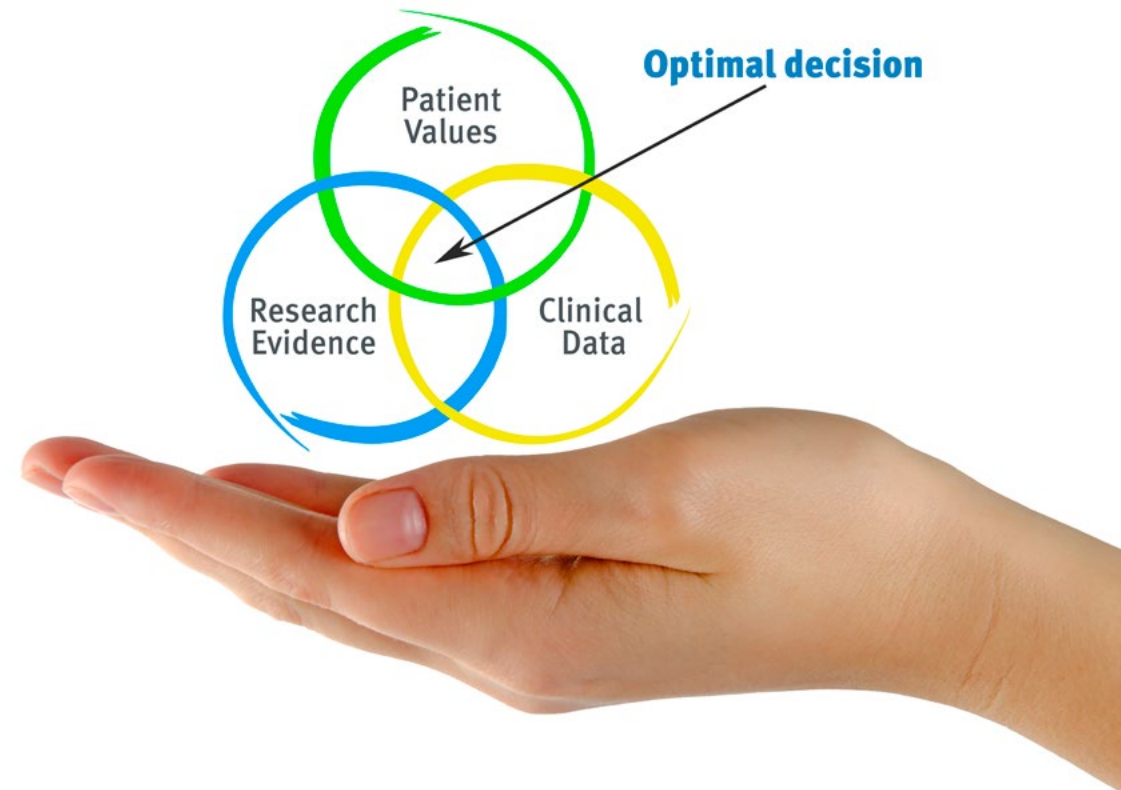 Optimal decision
Patient
Values
Research
Evidence
Clinical
Data